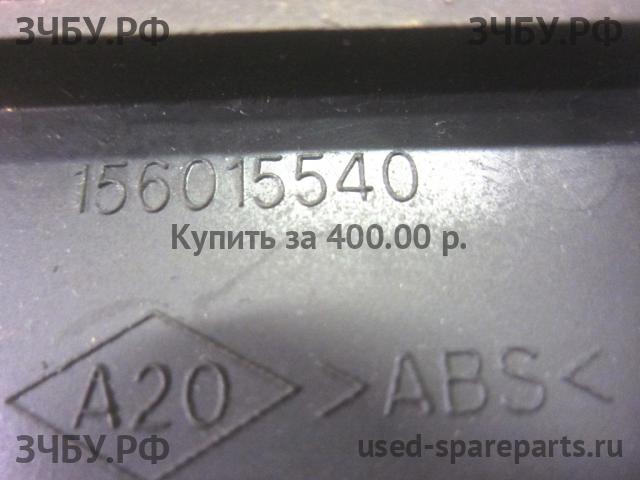 ЗЧБУ.РФ ЗЧБУ.РФ
156015540
Купить за 400.00 р.
A20 >ABS<
ЗЧБУ.РФ used-spareparts.ru